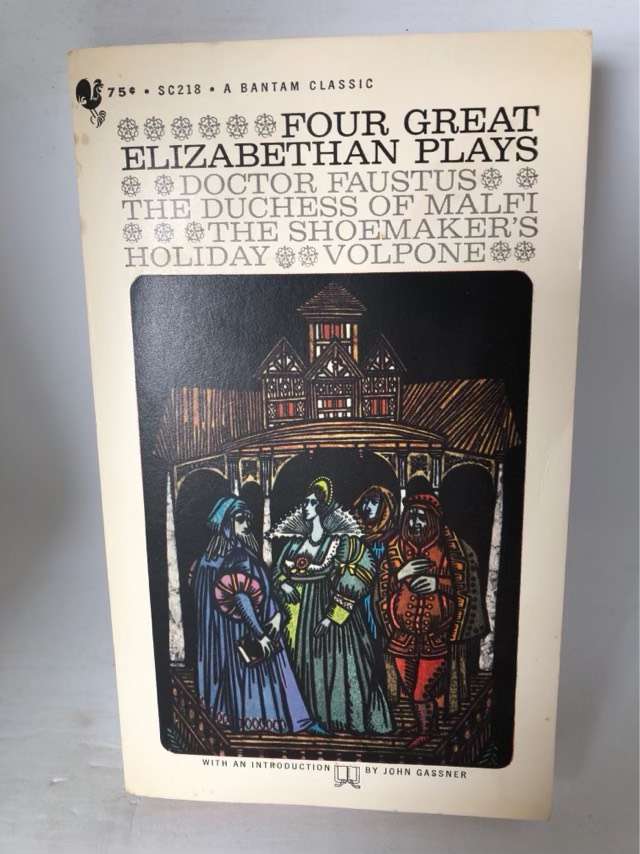 75¢ • SC218 • A BANTAM CLASSIC
FOUR GREAT
ELIZABETHAN PLAYS
DOCTOR FAUSTUS
THE DUCHESS OF MALFI
THE SHOEMAKER'S
HOLIDAY VOLPONE
WITH AN INTRODUCTION BY JOHN GASSNER